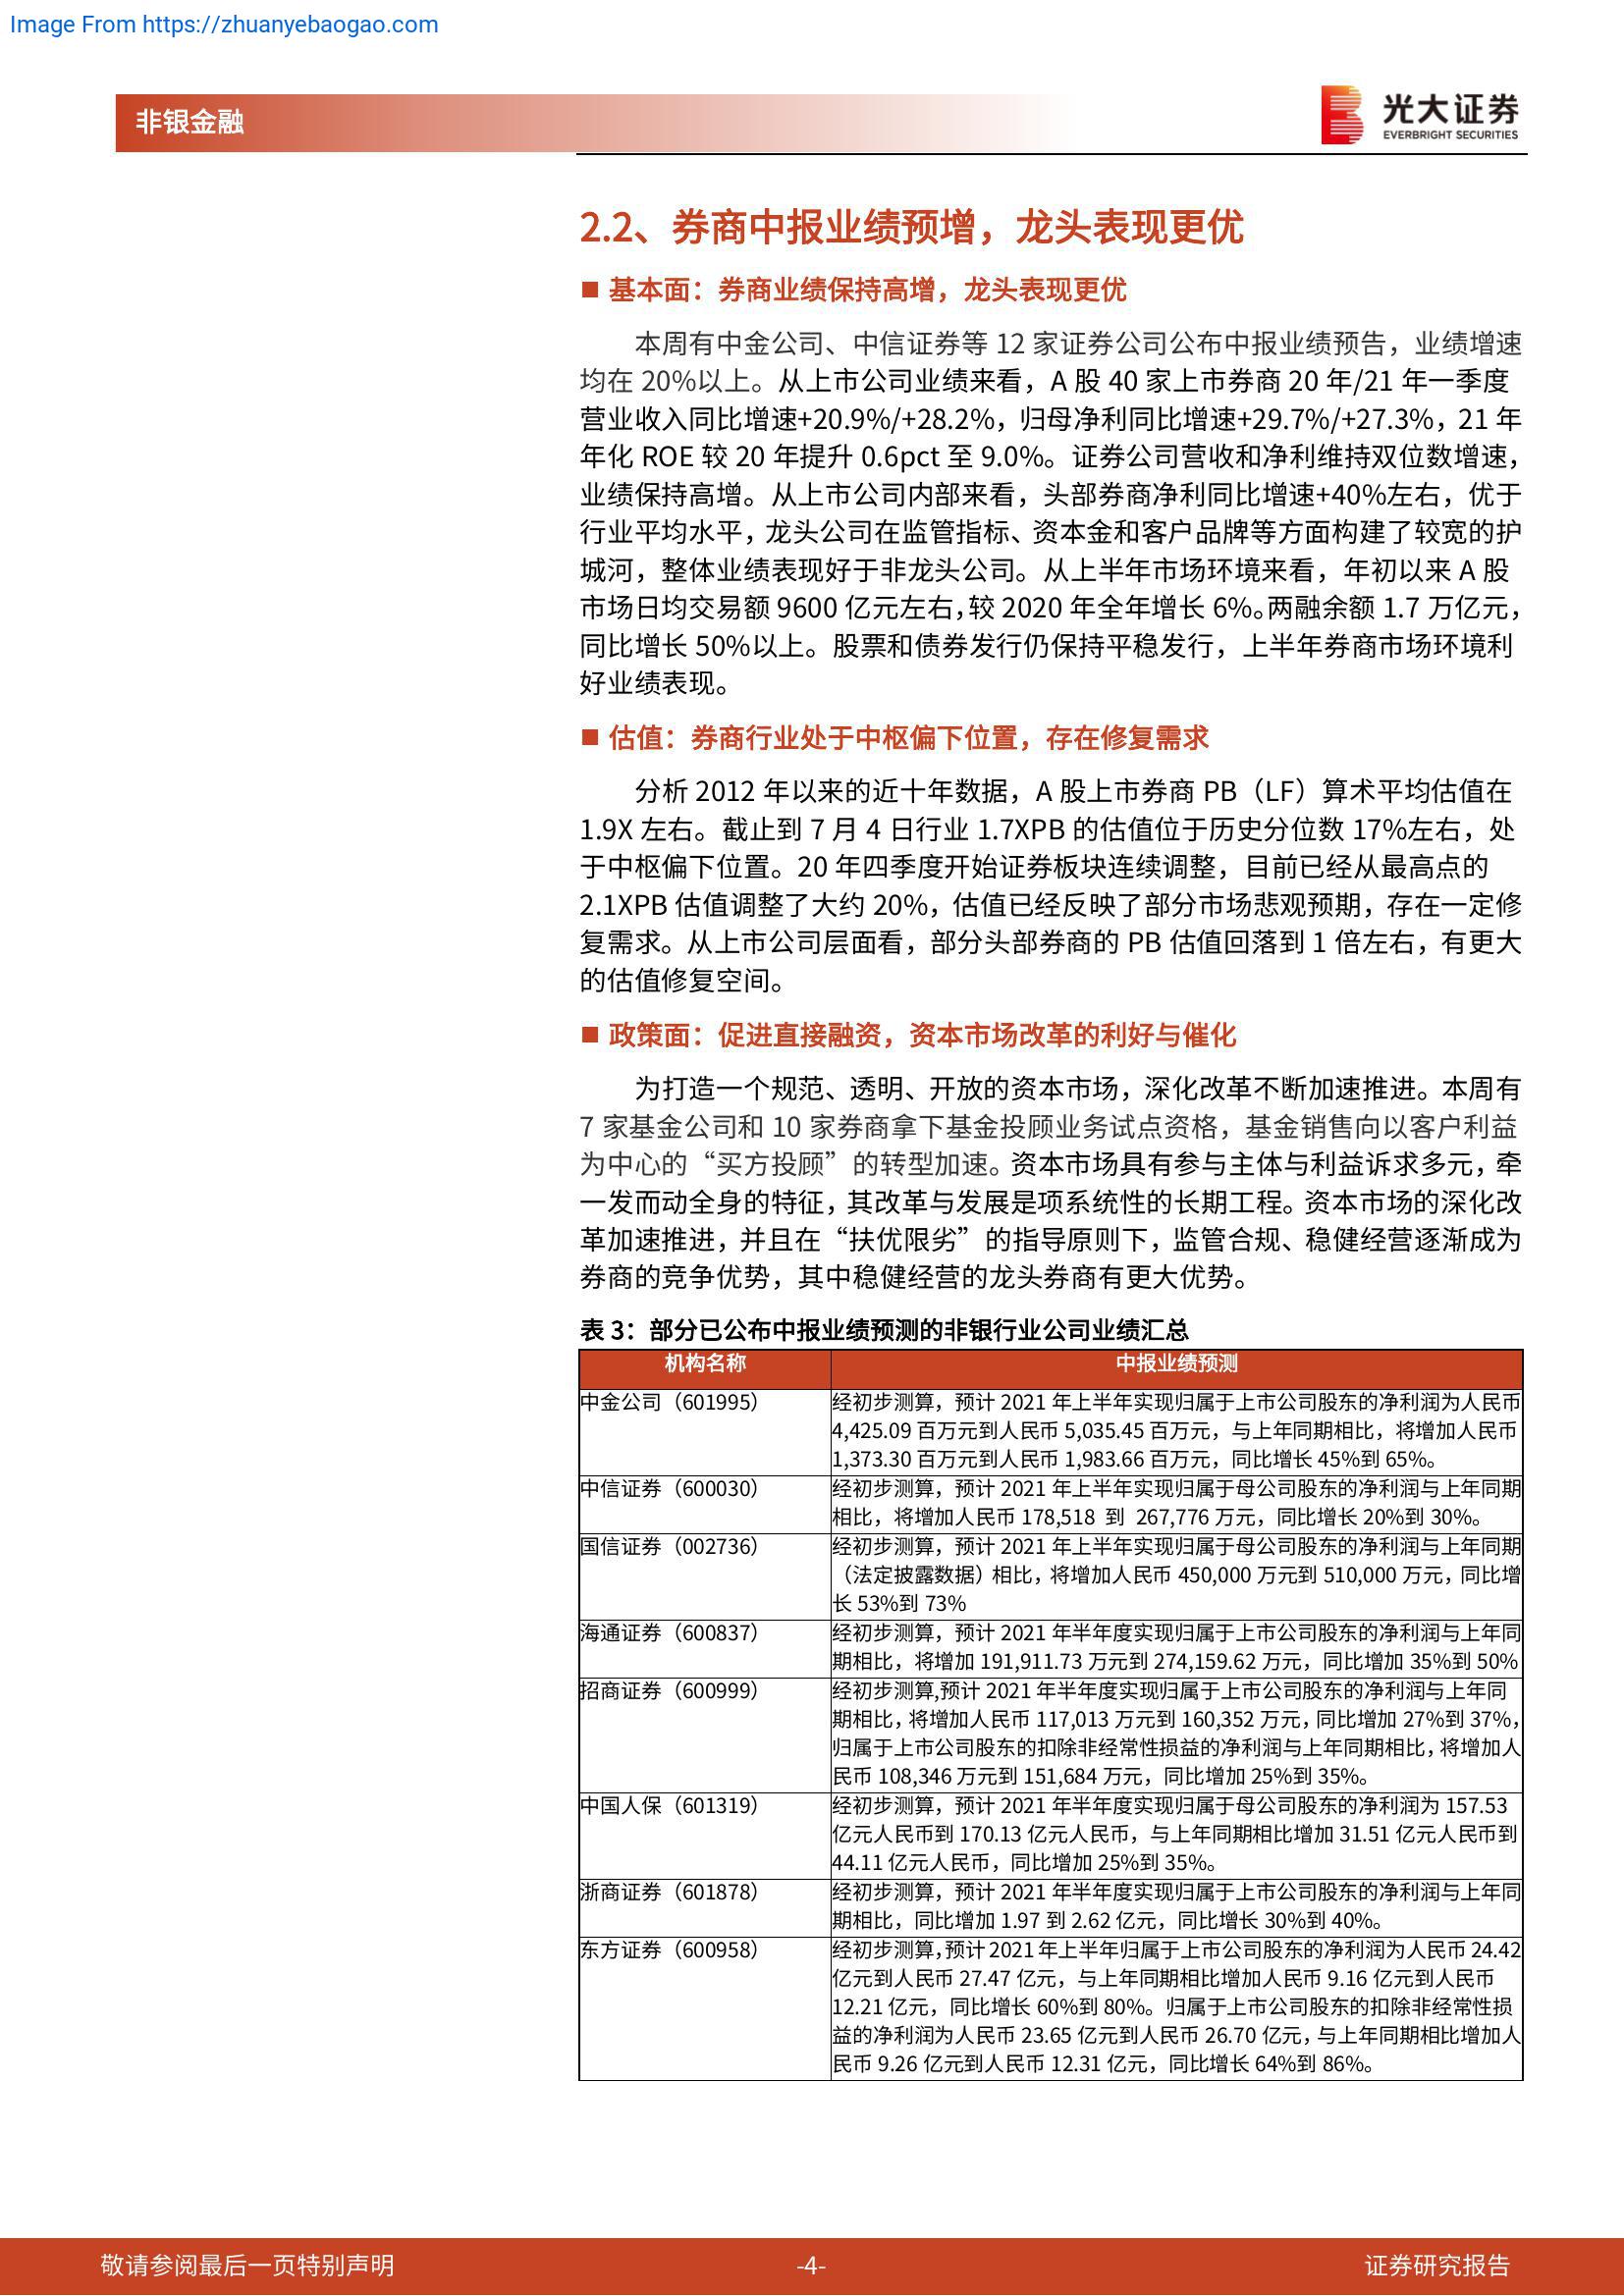 Image From https://zhuanyebaogao.com
非银金融
光大证券
EVERBRIGHT SECURITIES
2.2、券商中报业绩预增，龙头表现更优
■ 基本面：券商业绩保持高增，龙头表现更优
本周有中金公司、中信证券等 12 家证券公司公布中报业绩预告，业绩增速
均在 20%以上。从上市公司业绩来看，A 股 40 家上市券商 20 年/21 年一季度
营业收入同比增速+20.9%/+28.2%，归母净利同比增速+29.7%/+27.3%，21 年
年化 ROE 较 20 年提升 0.6pct 至 9.0%。证券公司营收和净利维持双位数增速，
业绩保持高增。从上市公司内部来看，头部券商净利同比增速+40%左右，优于
行业平均水平，龙头公司在监管指标、资本金和客户品牌等方面构建了较宽的护
城河，整体业绩表现好于非龙头公司。从上半年市场环境来看，年初以来 A 股
市场日均交易额 9600 亿元左右，较 2020 年全年增长 6%。两融余额 1.7 万亿元，
同比增长 50%以上。股票和债券发行仍保持平稳发行，上半年券商市场环境利
好业绩表现。
■ 估值：券商行业处于中枢偏下位置，存在修复需求
分析 2012 年以来的近十年数据，A 股上市券商 PB（LF）算术平均估值在
1.9X 左右。截止到 7 月 4 日行业 1.7XPB 的估值位于历史分位数 17%左右，处
于中枢偏下位置。20 年四季度开始证券板块连续调整，目前已经从最高点的
2.1XPB 估值调整了大约 20%，估值已经反映了部分市场悲观预期，存在一定修
复需求。从上市公司层面看，部分头部券商的 PB 估值回落到 1 倍左右，有更大
的估值修复空间。
■ 政策面：促进直接融资，资本市场改革的利好与催化
为打造一个规范、透明、开放的资本市场，深化改革不断加速推进。本周有
7 家基金公司和 10 家券商拿下基金投顾业务试点资格，基金销售向以客户利益
为中心的“买方投顾”的转型加速。资本市场具有参与主体与利益诉求多元，牵
一发而动全身的特征，其改革与发展是项系统性的长期工程。资本市场的深化改
革加速推进，并且在“扶优限劣”的指导原则下，监管合规、稳健经营逐渐成为
券商的竞争优势，其中稳健经营的龙头券商有更大优势。
表 3：部分已公布中报业绩预测的非银行业公司业绩汇总
机构名称 中报业绩预测
中金公司（601995） 经初步测算，预计 2021 年上半年实现归属于上市公司股东的净利润为人民币
4,425.09 百万元到人民币 5,035.45 百万元，与上年同期相比，将增加人民币
1,373.30 百万元到人民币 1,983.66 百万元，同比增长 45%到 65%。
中信证券（600030） 经初步测算，预计 2021 年上半年实现归属于母公司股东的净利润与上年同期
相比，将增加人民币 178,518 到 267,776 万元，同比增长 20%到 30%。
国信证券（002736） 经初步测算，预计 2021 年上半年实现归属于母公司股东的净利润与上年同期
（法定披露数据）相比，将增加人民币 450,000 万元到 510,000 万元，同比增
长 53%到 73%
海通证券（600837） 经初步测算，预计 2021 年半年度实现归属于上市公司股东的净利润与上年同
期相比，将增加 191,911.73 万元到 274,159.62 万元，同比增加 35%到 50%
招商证券（600999） 经初步测算,预计 2021 年半年度实现归属于上市公司股东的净利润与上年同
期相比，将增加人民币 117,013 万元到 160,352 万元，同比增加 27%到 37%，
归属于上市公司股东的扣除非经常性损益的净利润与上年同期相比，将增加人
民币 108,346 万元到 151,684 万元，同比增加 25%到 35%。
中国人保（601319） 经初步测算，预计 2021 年半年度实现归属于母公司股东的净利润为 157.53
亿元人民币到 170.13 亿元人民币，与上年同期相比增加 31.51 亿元人民币到
44.11 亿元人民币，同比增加 25%到 35%。
浙商证券（601878） 经初步测算，预计 2021 年半年度实现归属于上市公司股东的净利润与上年同
期相比，同比增加 1.97 到 2.62 亿元，同比增长 30%到 40%。
东方证券（600958） 经初步测算，预计 2021 年上半年归属于上市公司股东的净利润为人民币 24.42
亿元到人民币 27.47 亿元，与上年同期相比增加人民币 9.16 亿元到人民币
12.21 亿元，同比增长 60%到 80%。归属于上市公司股东的扣除非经常性损
益的净利润为人民币 23.65 亿元到人民币 26.70 亿元，与上年同期相比增加人
民币 9.26 亿元到人民币 12.31 亿元，同比增长 64%到 86%。
敬请参阅最后一页特别声明 -4- 证券研究报告